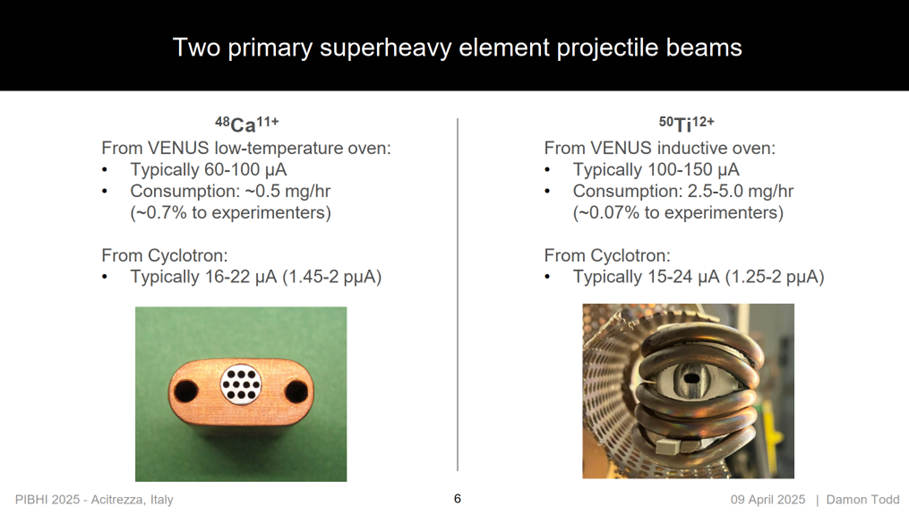 Two primary superheavy element projectile beams
⁴⁸Ca¹¹⁺
From VENUS low-temperature oven:
• Typically 60-100 µA
• Consumption: ~0.5 mg/hr
(~0.7% to experimenters)
From Cyclotron:
• Typically 16-22 µA (1.45-2 pµA)
⁵⁰Ti¹²⁺
From VENUS inductive oven:
• Typically 100-150 µA
• Consumption: 2.5-5.0 mg/hr
(~0.07% to experimenters)
From Cyclotron:
• Typically 15-24 µA (1.25-2 pµA)
PIBHI 2025 - Acitrezza, Italy
6
09 April 2025 | Damon Todd